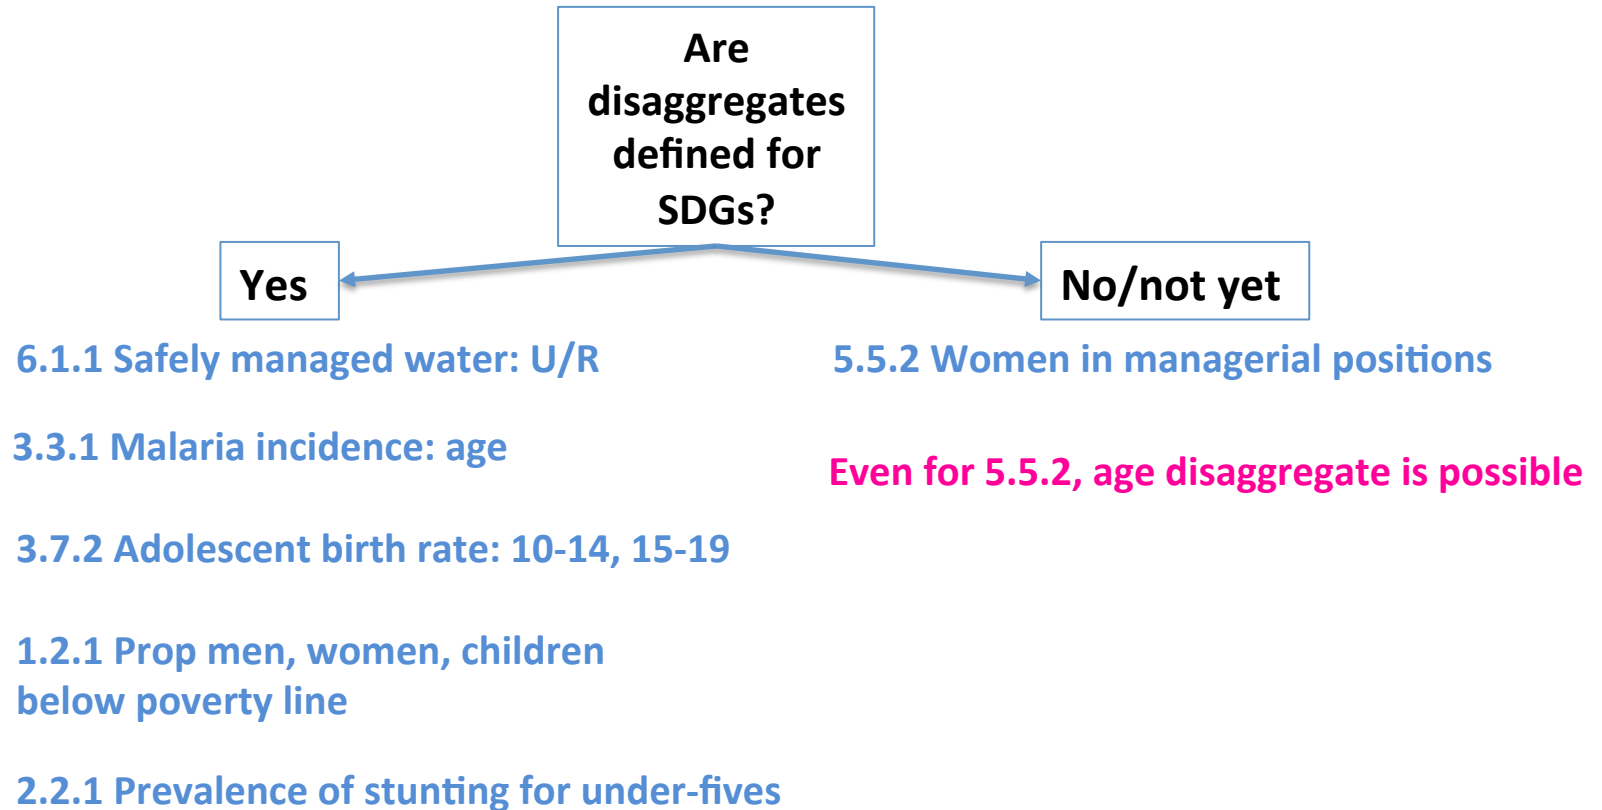 Are
disaggregates
defined for
SDGs?
Yes
No/not yet
6.1.1 Safely managed water: U/R
3.3.1 Malaria incidence: age
3.7.2 Adolescent birth rate: 10-14, 15-19
1.2.1 Prop men, women, children
below poverty line
2.2.1 Prevalence of stunting for under-fives
5.5.2 Women in managerial positions
Even for 5.5.2, age disaggregate is possible